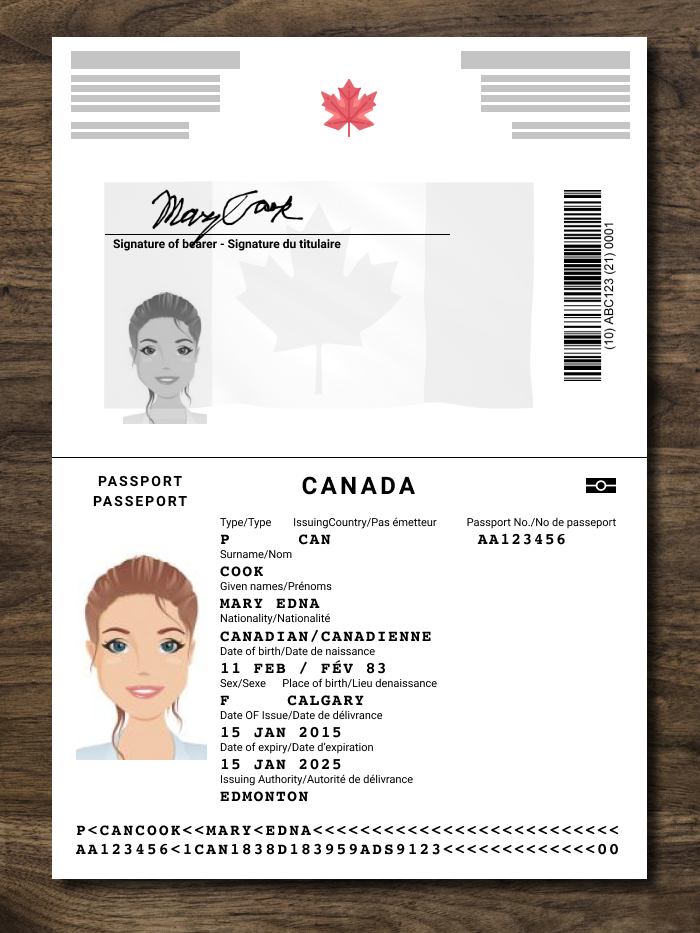 Mary Cook
Signature of bearer - Signature du titulaire
(10) ABC123 (21) 0001
PASSPORT
PASSEPORT
CANADA
Type/Type IssuingCountry/Pas émetteur Passport No./No de passeport
P CAN AA123456
Surname/Nom
COOK
Given names/Prénoms
MARY EDNA
Nationality/Nationalité
CANADIAN/CANADIENNE
Date of birth/Date de naissance
11 FEB / FÉV 83
Sex/Sexe Place of birth/Lieu denaissance
F CALGARY
Date OF Issue/Date de délivrance
15 JAN 2015
Date of expiry/Date d'expiration
15 JAN 2025
Issuing Authority/Autorité de délivrance
EDMONTON
P<CANCOOK<<MARY<EDNA<<<<<<<<<<<<<<<<<<<<<<<<
AA123456<1CAN1838D183959ADS9123<<<<<<<<<<<<00